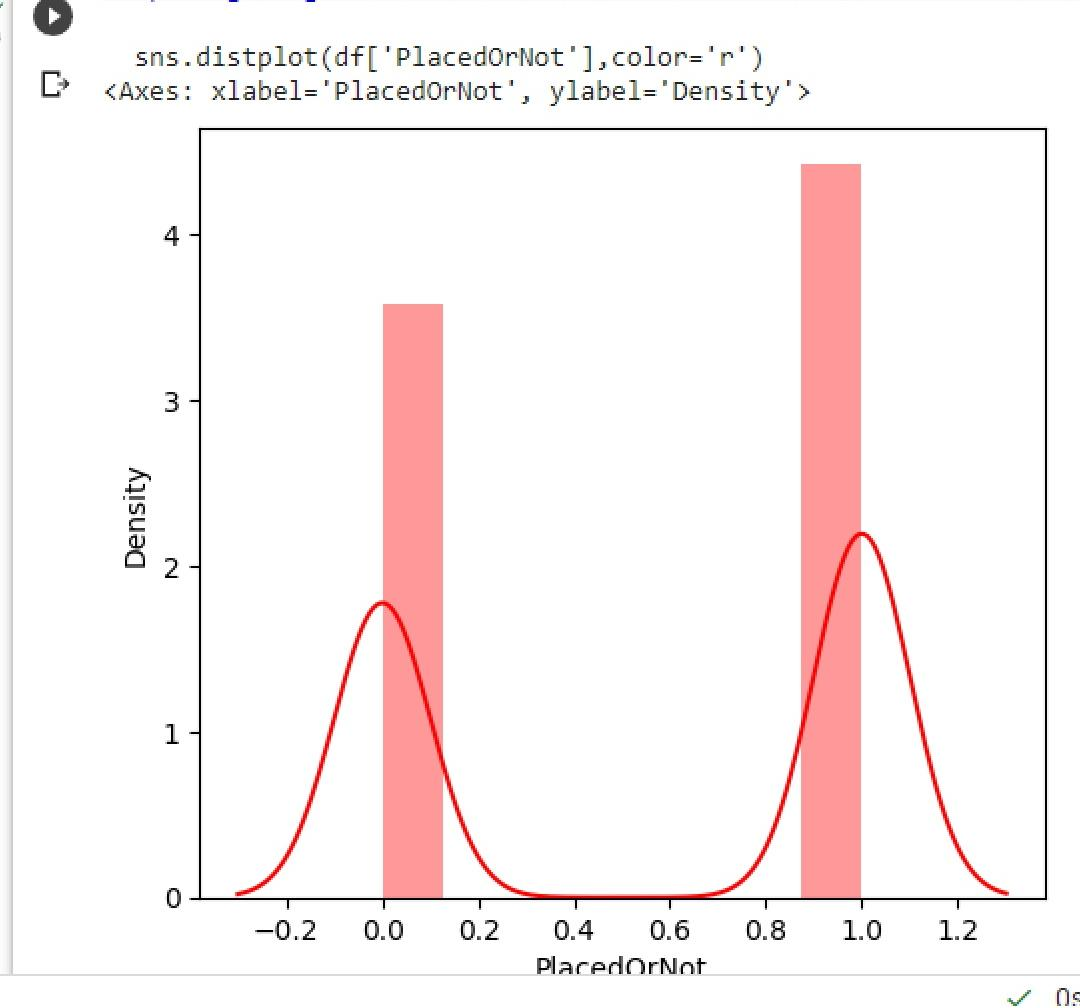 sns.distplot(df['PlacedOrNot'],color='r')
<Axes: xlabel='PlacedOrNot', ylabel='Density'>
4
3
2
1
0
Density
−0.2 0.0 0.2 0.4 0.6 0.8 1.0 1.2
PlacedOrNot
0s